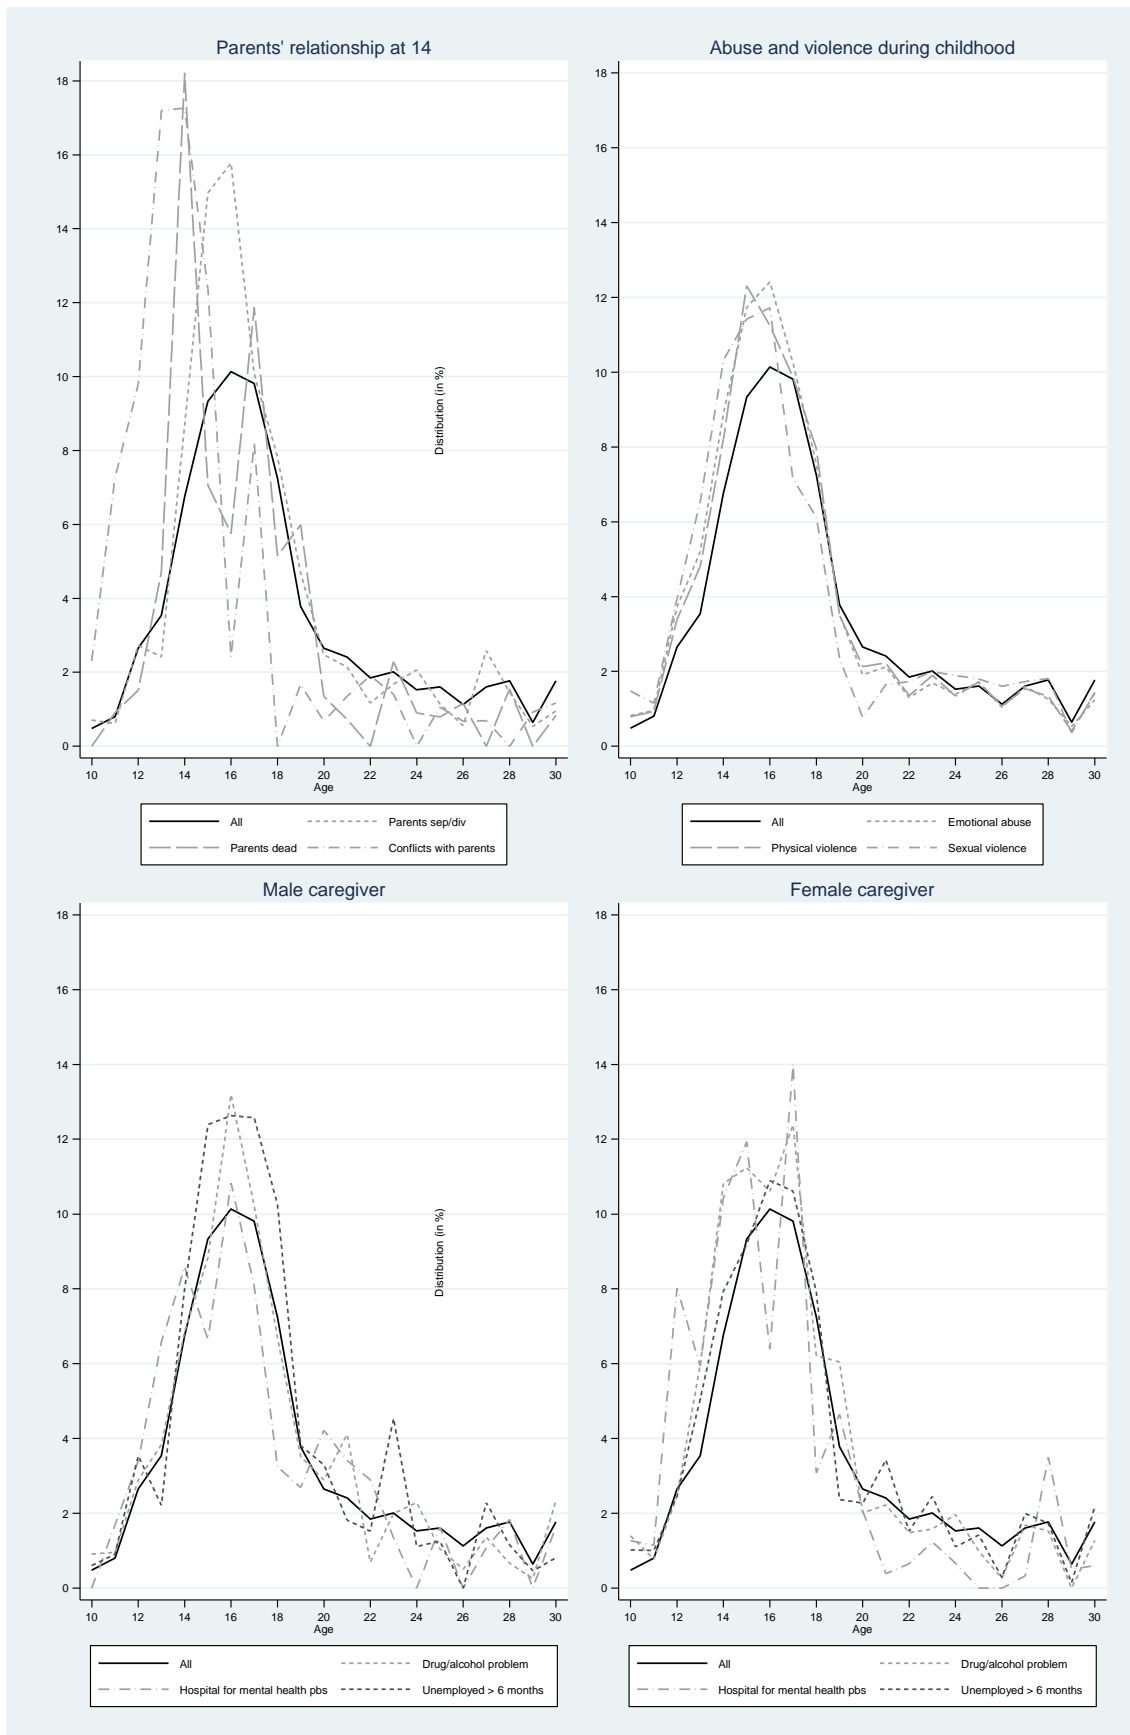 Parents' relationship at 14
18
16
14
12
10
8
6
4
2
0
Distribution (in %)
10 12 14 16 18 20 22 24 26 28 30
Age
All Parents sep/div
Parents dead Conflicts with parents
Abuse and violence during childhood
18
16
14
12
10
8
6
4
2
0
10 12 14 16 18 20 22 24 26 28 30
Age
All Emotional abuse
Physical violence Sexual violence
Male caregiver
18
16
14
12
10
8
6
4
2
0
Distribution (in %)
10 12 14 16 18 20 22 24 26 28 30
Age
All Drug/alcohol problem
Hospital for mental health pbs Unemployed > 6 months
Female caregiver
18
16
14
12
10
8
6
4
2
0
10 12 14 16 18 20 22 24 26 28 30
Age
All Drug/alcohol problem
Hospital for mental health pbs Unemployed > 6 months